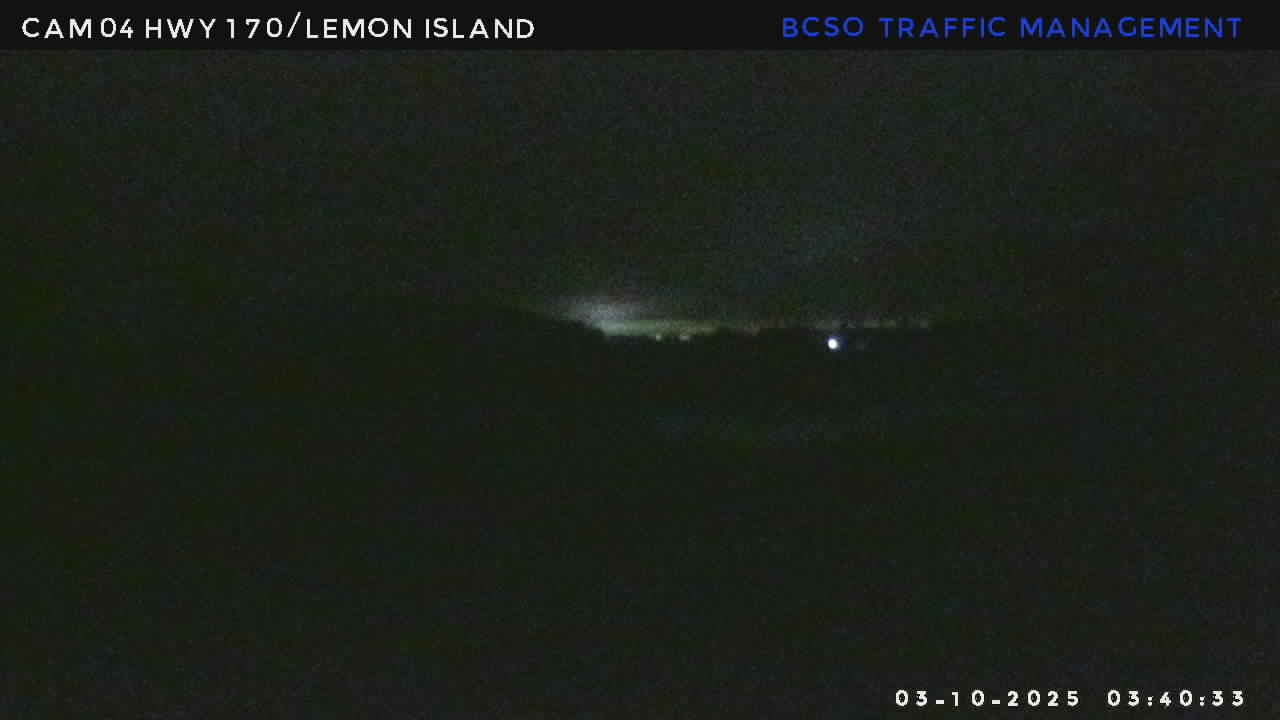 CAM 04 HWY 170/LEMON ISLAND
BCSO TRAFFIC MANAGEMENT
03-10-2025 03:40:33